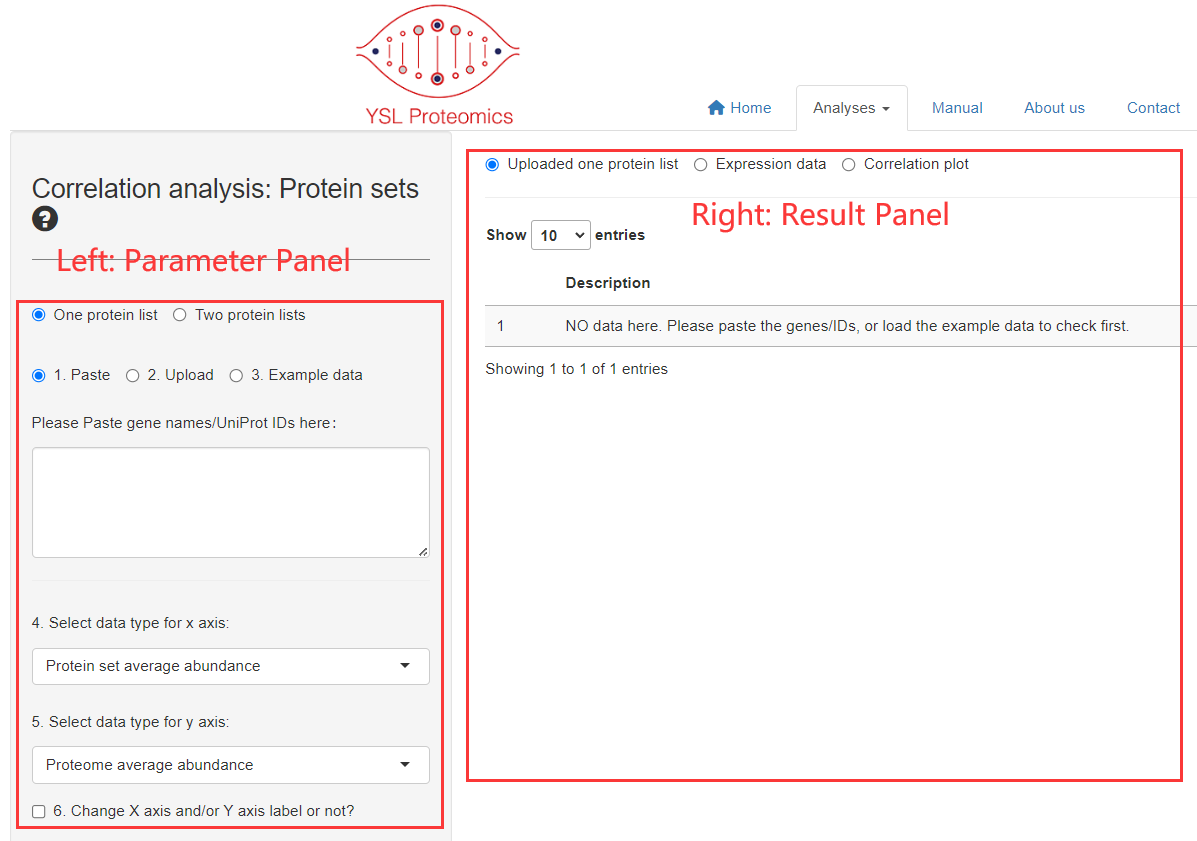 YSL Proteomics
Home
Analyses
Manual
About us
Contact
Correlation analysis: Protein sets
?
Left: Parameter Panel
One protein list
Two protein lists
1. Paste
2. Upload
3. Example data
Please Paste gene names/UniProt IDs here:
4. Select data type for x axis:
Protein set average abundance
5. Select data type for y axis:
Proteome average abundance
6. Change X axis and/or Y axis label or not?
Uploaded one protein list
Expression data
Correlation plot
Right: Result Panel
Show 10 entries
Description
1 NO data here. Please paste the genes/IDs, or load the example data to check first.
Showing 1 to 1 of 1 entries